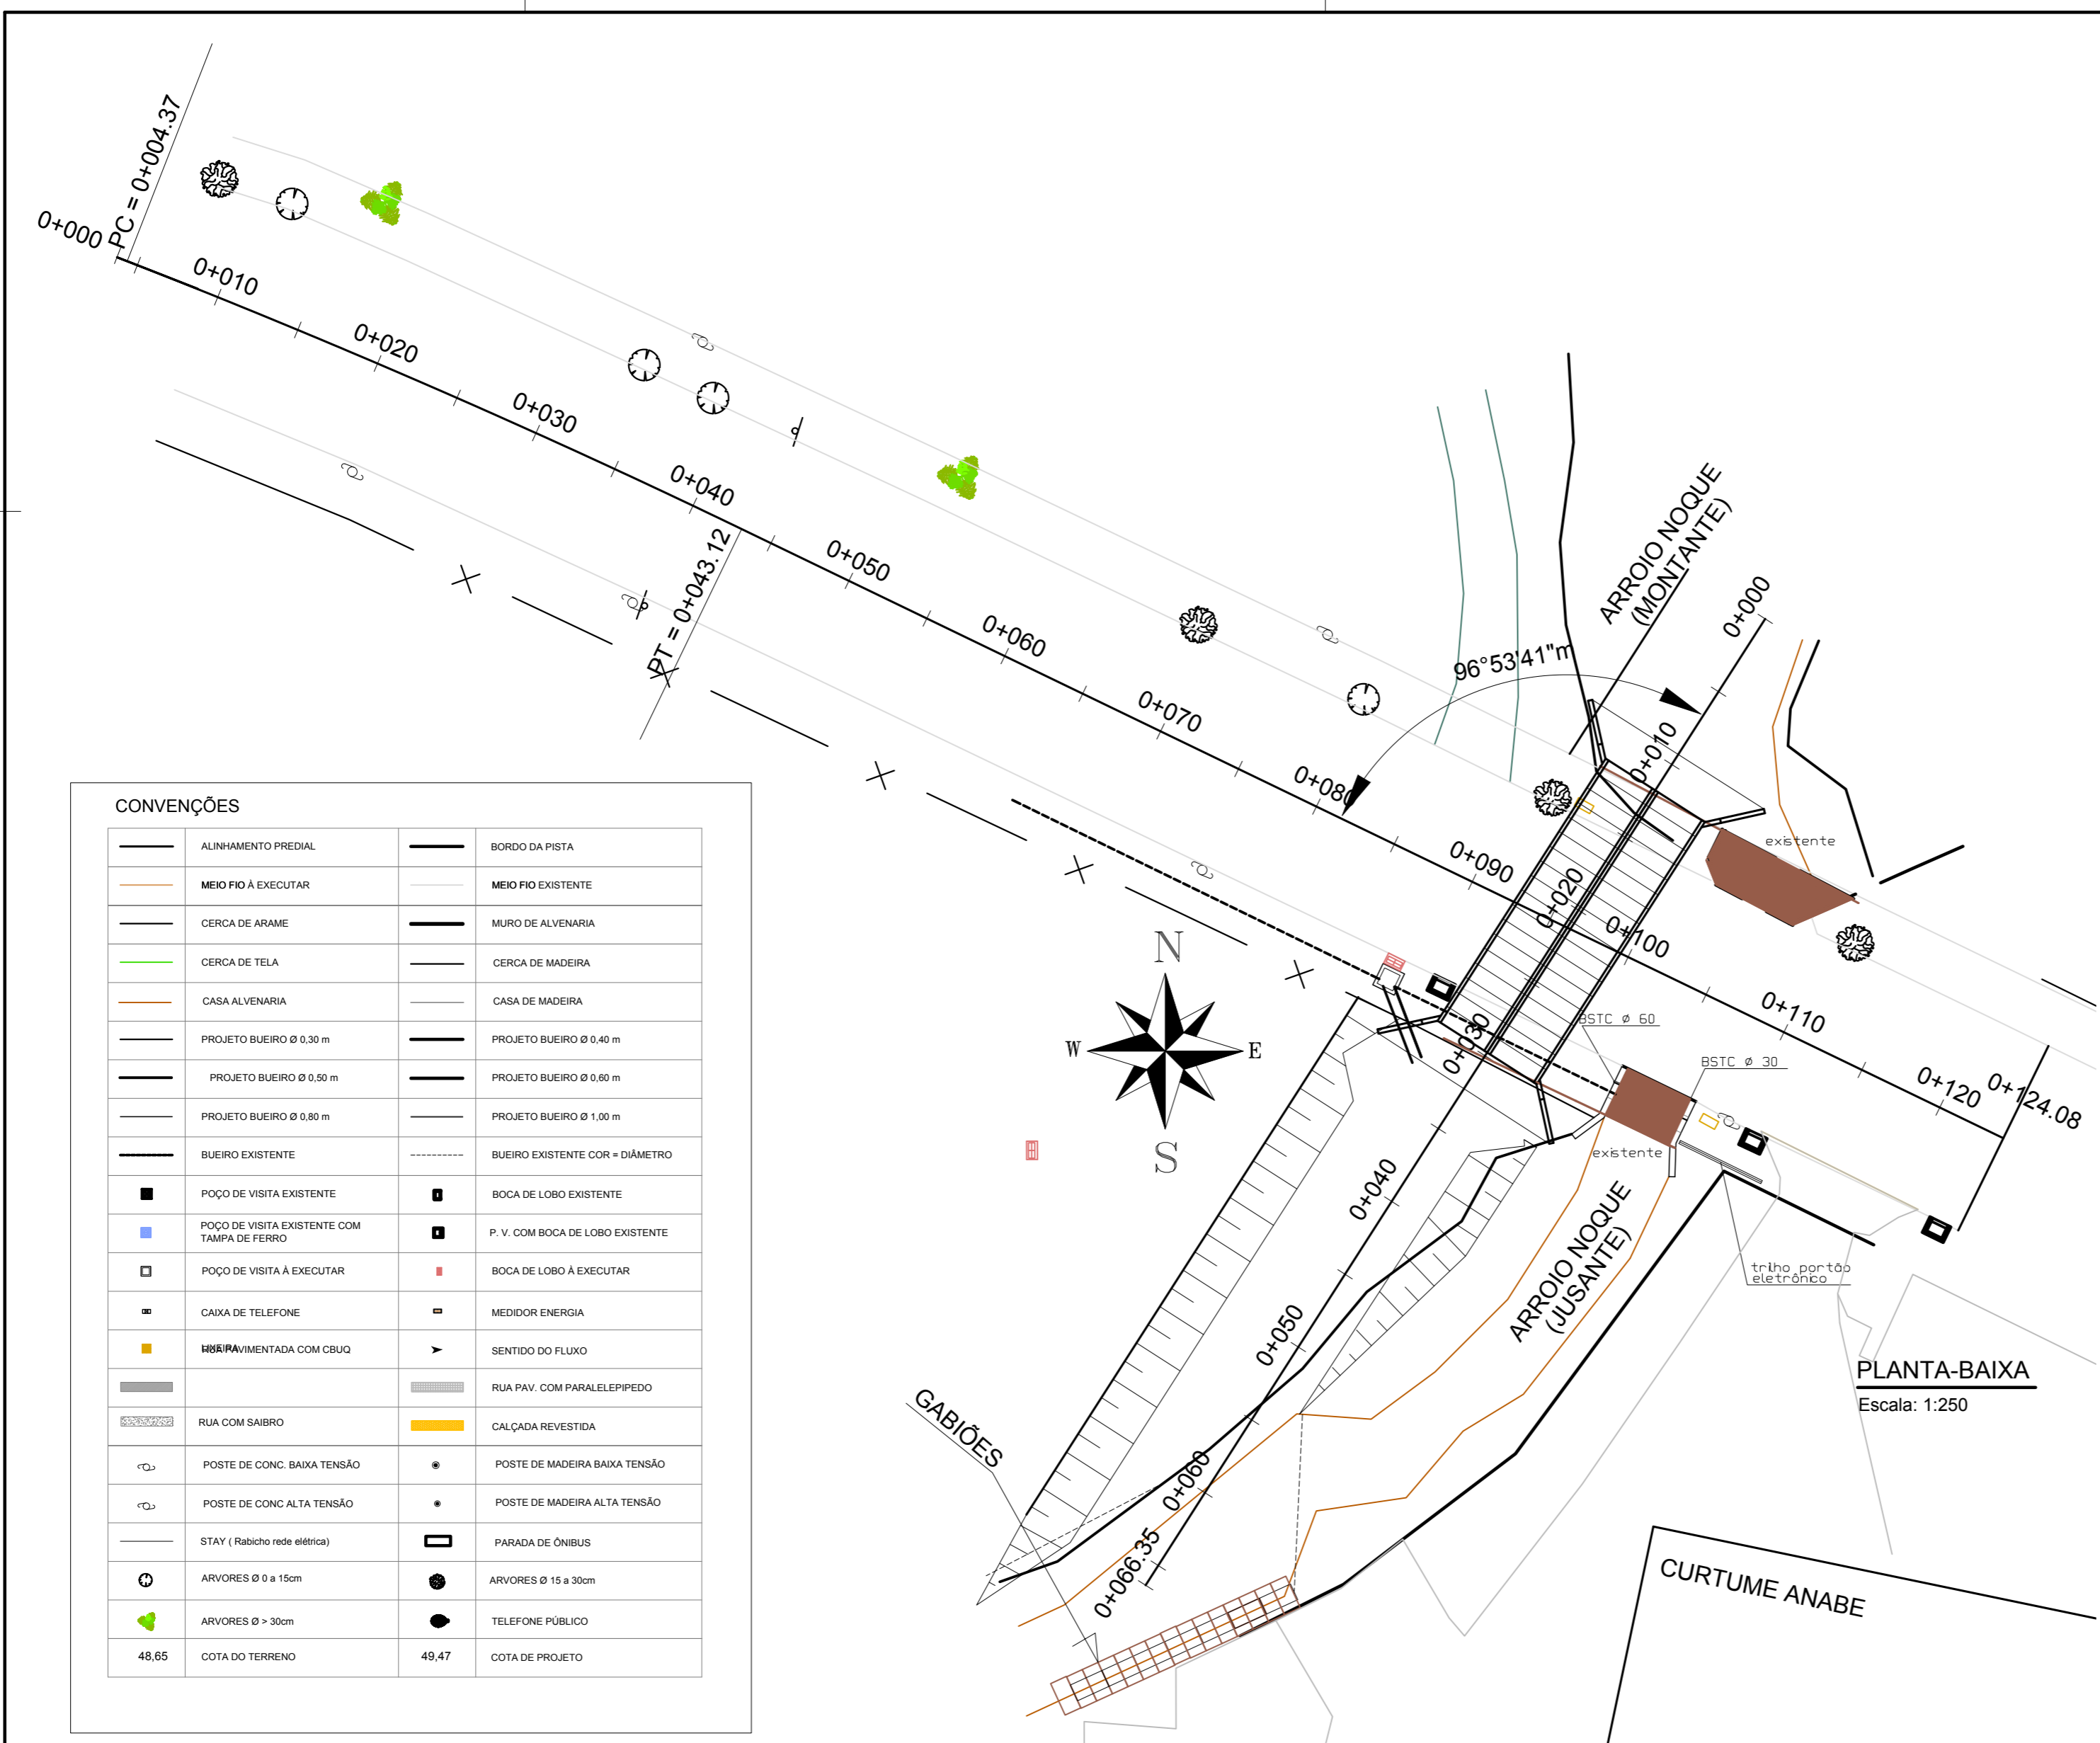 PC = 0+004.37
0+000
0+010
0+020
0+030
0+040
PT = 0+043.12
0+050
0+060
0+070
0+080
0+090
0+100
0+110
0+120
0+124.08
96°53'41"m
ARROIO NOQUE
(MONTANTE)
0+000
0+010
0+020
0+030
0+040
0+050
0+060
0+066.35
existente
BSTC ø 60
BSTC ø 30
existente
ARROIO NOQUE
(JUSANTE)
trilho portão
eletrônico
GABIÕES
N
W
E
S
PLANTA-BAIXA
Escala: 1:250
CURTUME ANABE
CONVENÇÕES
ALINHAMENTO PREDIAL
BORDO DA PISTA
MEIO FIO À EXECUTAR
MEIO FIO EXISTENTE
CERCA DE ARAME
MURO DE ALVENARIA
CERCA DE TELA
CERCA DE MADEIRA
CASA ALVENARIA
CASA DE MADEIRA
PROJETO BUEIRO Ø 0,30 m
PROJETO BUEIRO Ø 0,40 m
PROJETO BUEIRO Ø 0,50 m
PROJETO BUEIRO Ø 0,60 m
PROJETO BUEIRO Ø 0,80 m
PROJETO BUEIRO Ø 1,00 m
BUEIRO EXISTENTE
BUEIRO EXISTENTE COR = DIÂMETRO
POÇO DE VISITA EXISTENTE
BOCA DE LOBO EXISTENTE
POÇO DE VISITA EXISTENTE COM
TAMPA DE FERRO
P. V. COM BOCA DE LOBO EXISTENTE
POÇO DE VISITA À EXECUTAR
BOCA DE LOBO À EXECUTAR
CAIXA DE TELEFONE
MEDIDOR ENERGIA
LIXEIRA
RUA PAVIMENTADA COM CBUQ
SENTIDO DO FLUXO
RUA PAV. COM PARALELEPIPEDO
RUA COM SAIBRO
CALÇADA REVESTIDA
POSTE DE CONC. BAIXA TENSÃO
POSTE DE MADEIRA BAIXA TENSÃO
POSTE DE CONC ALTA TENSÃO
POSTE DE MADEIRA ALTA TENSÃO
STAY ( Rabicho rede elétrica)
PARADA DE ÔNIBUS
ARVORES Ø 0 a 15cm
ARVORES Ø 15 a 30cm
ARVORES Ø > 30cm
TELEFONE PÚBLICO
48,65
COTA DO TERRENO
49,47
COTA DE PROJETO